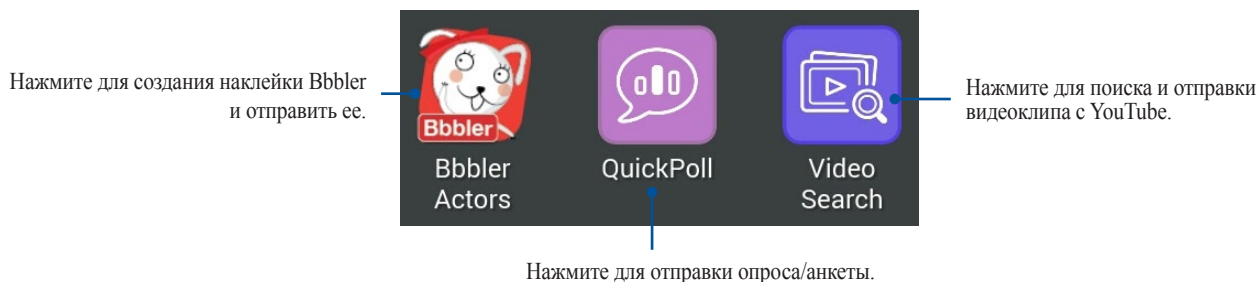 Нажмите для создания наклейки Bbbler
и отправить ее.
Bbbler
Bbbler
Actors
QuickPoll
Video
Search
Нажмите для поиска и отправки
видеоклипа с YouTube.
Нажмите для отправки опроса/анкеты.